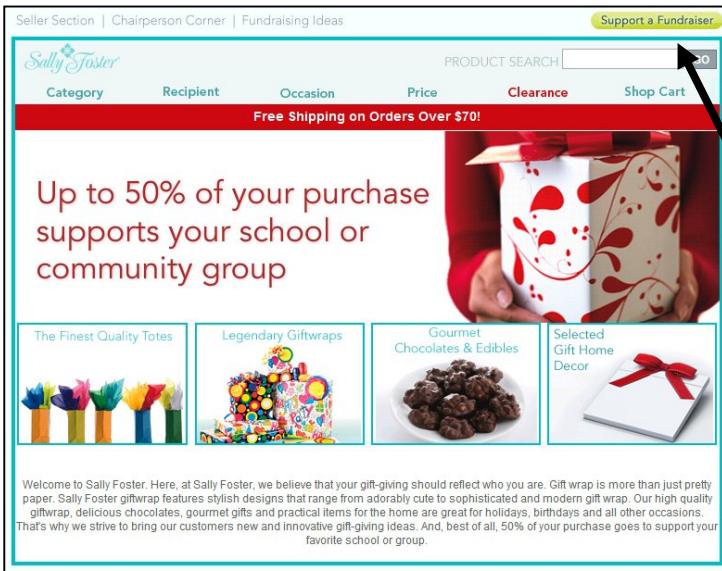 Seller Section | Chairperson Corner | Fundraising Ideas
Support a Fundraiser
Sally Foster
PRODUCT SEARCH
Category Recipient Occasion Price Clearance Shop Cart
Free Shipping on Orders Over $70!
Up to 50% of your purchase
supports your school or
community group
The Finest Quality Totes
Legendary Giftwraps
Gourmet
Chocolates & Edibles
Selected
Gift Home
Decor
Welcome to Sally Foster. Here, at Sally Foster, we believe that your gift-giving should reflect who you are. Gift wrap is more than just pretty
paper. Sally Foster giftwrap features stylish designs that range from adorably cute to sophisticated and modern gift wrap. Our high quality
giftwrap, delicious chocolates, gourmet gifts and practical items for the home are great for holidays, birthdays and all other occasions.
That's why we strive to bring our customers new and innovative gift-giving ideas. And, best of all, 50% of your purchase goes to support your
favorite school or group.